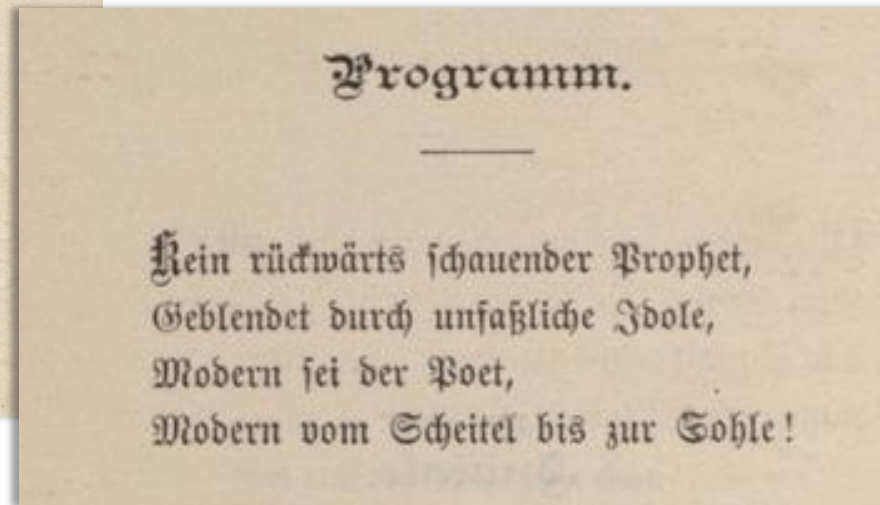 Programm.
Kein rückwärts schauender Prophet,
Geblendet durch unfaßliche Idole,
Modern sei der Poet,
Modern vom Scheitel bis zur Sohle!